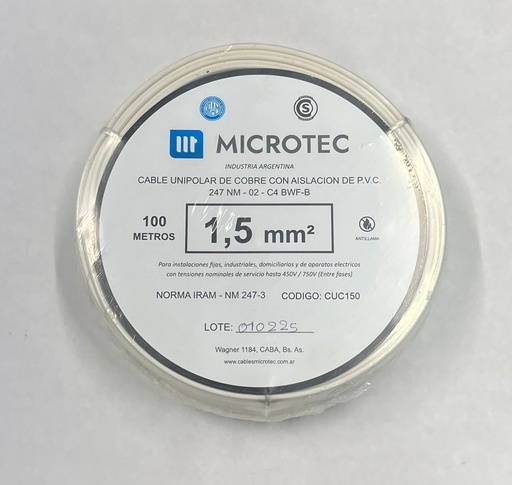 MICROTEC
INDUSTRIA ARGENTINA
CABLE UNIPOLAR DE COBRE CON AISLACION DE P.V.C.
247 NM - 02 - C4 BWF-B
100 METROS
1,5 mm²
ANTILLAMA
Para instalaciones fijas, industriales, domiciliarias y de aparatos electricos
con tensiones nominales de servicio hasta 450V / 750V (Entre fases)
NORMA IRAM - NM 247-3 CODIGO: CUC150
LOTE: 010225
Wagner 1184, CABA, Bs. As.
www.cablesmicrotec.com.ar